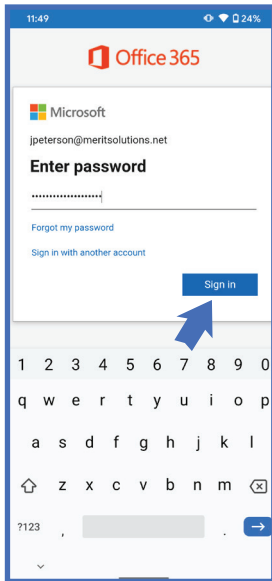 11:49 24%
Office 365
Microsoft
jpeterson@meritsolutions.net
Enter password
Forgot my password
Sign in with another account
Sign in
1 2 3 4 5 6 7 8 9 0
q w e r t y u i o p
a s d f g h j k l
z x c v b n m
?123 , .